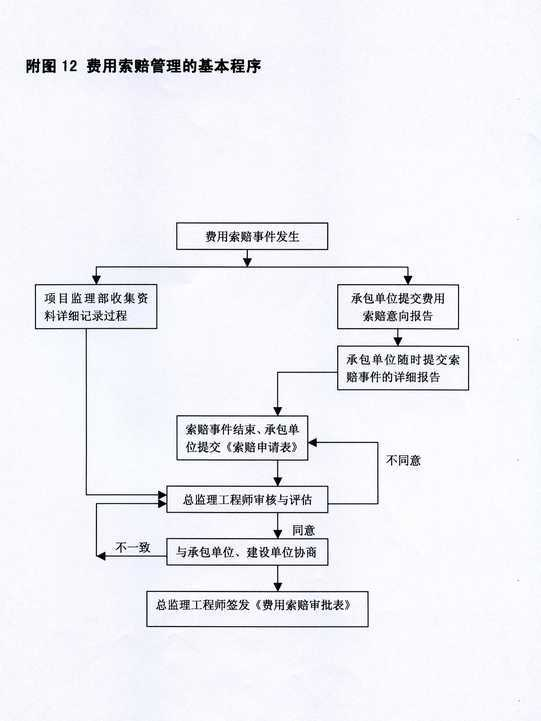 附图12 费用索赔管理的基本程序
费用索赔事件发生
项目监理部收集资
料详细记录过程
承包单位提交费用
索赔意向报告
承包单位随时提交索
赔事件的详细报告
索赔事件结束、承包单
位提交《索赔申请表》
不同意
总监理工程师审核与评估
同意
不一致
与承包单位、建设单位协商
总监理工程师签发《费用索赔审批表》